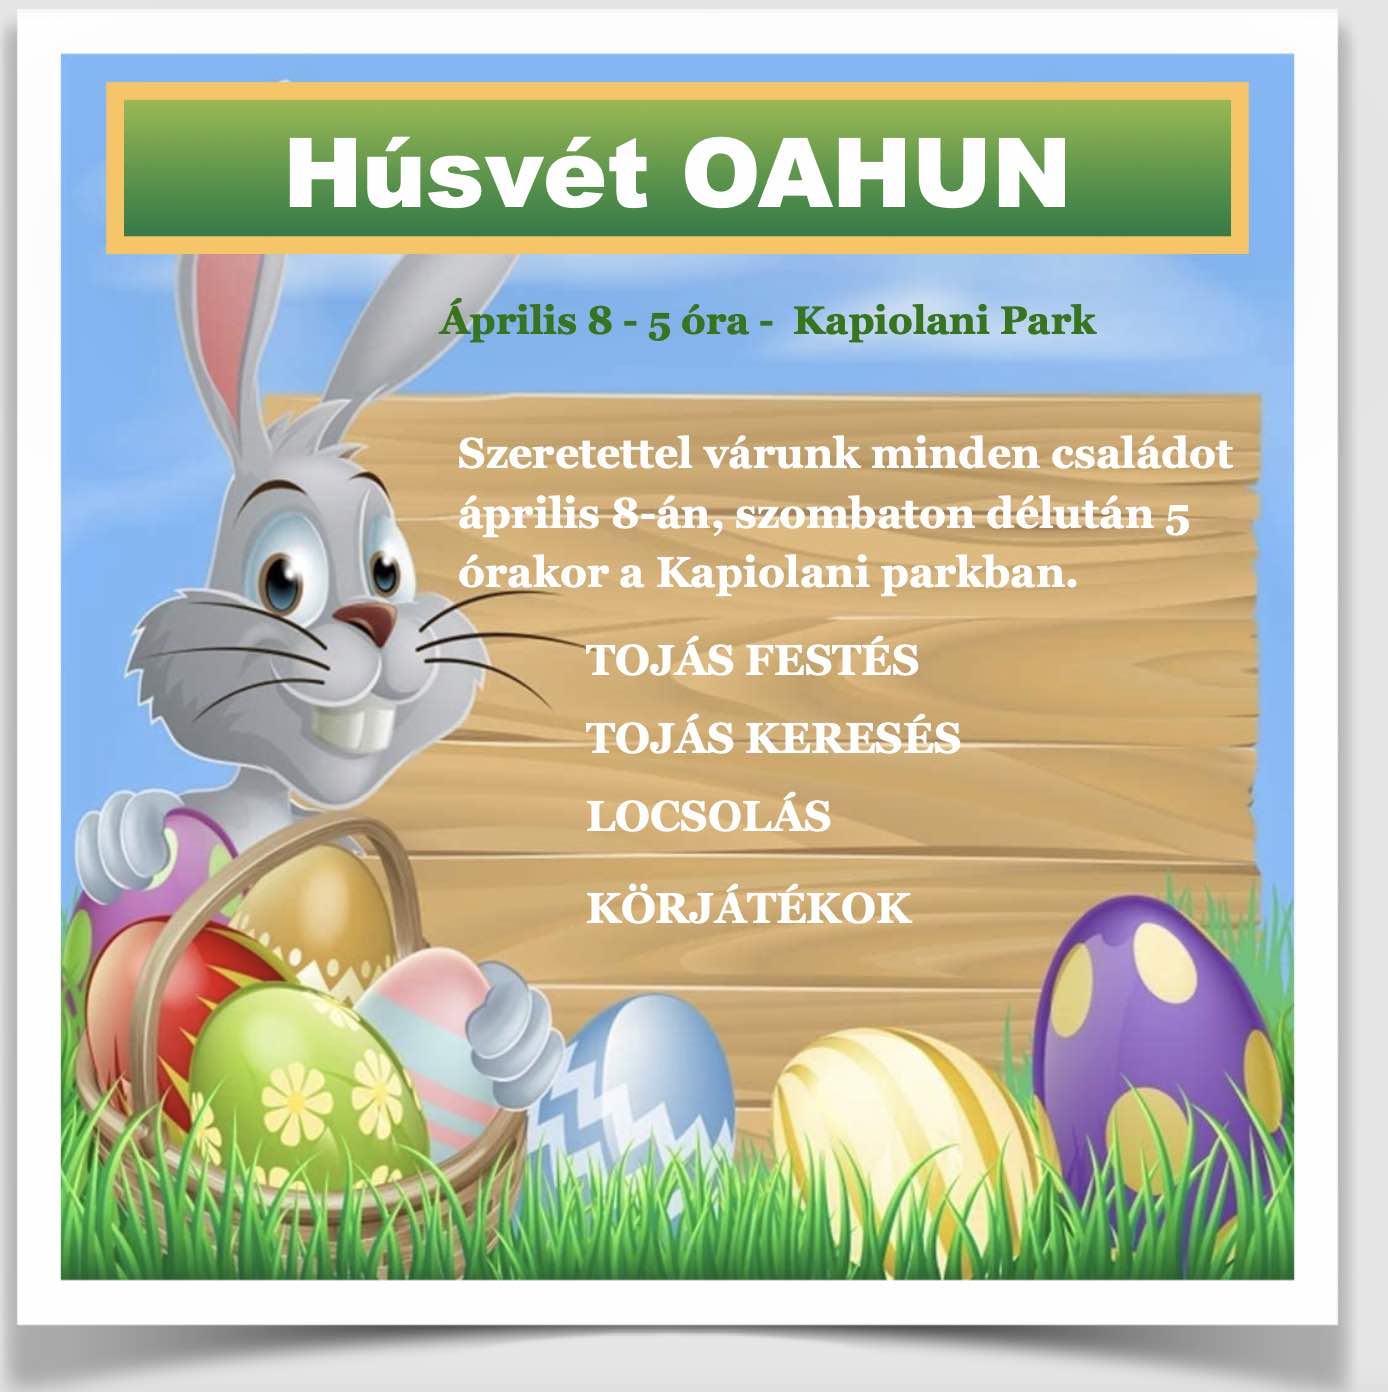 Húsvét OAHUN
Április 8 - 5 óra - Kapiolani Park
Szeretettel várunk minden családot
április 8-án, szombaton délután 5
órakor a Kapiolani parkban.
TOJÁS FESTÉS
TOJÁS KERESÉS
LOCSOLÁS
KÖRJÁTÉKOK